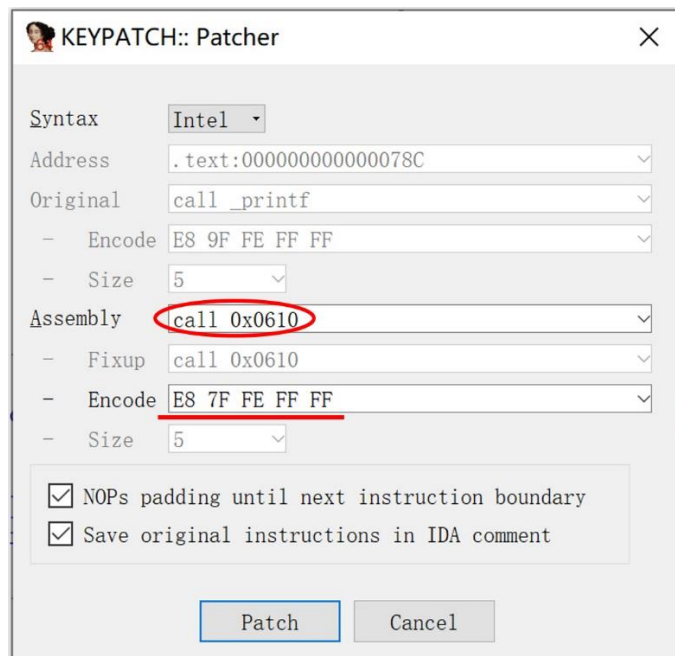 KEYPATCH:: Patcher
Syntax Intel
Address .text:000000000000078C
Original call _printf
- Encode E8 9F FE FF FF
- Size 5
Assembly call 0x0610
- Fixup call 0x0610
- Encode E8 7F FE FF FF
- Size 5
NOPs padding until next instruction boundary
Save original instructions in IDA comment
Patch Cancel